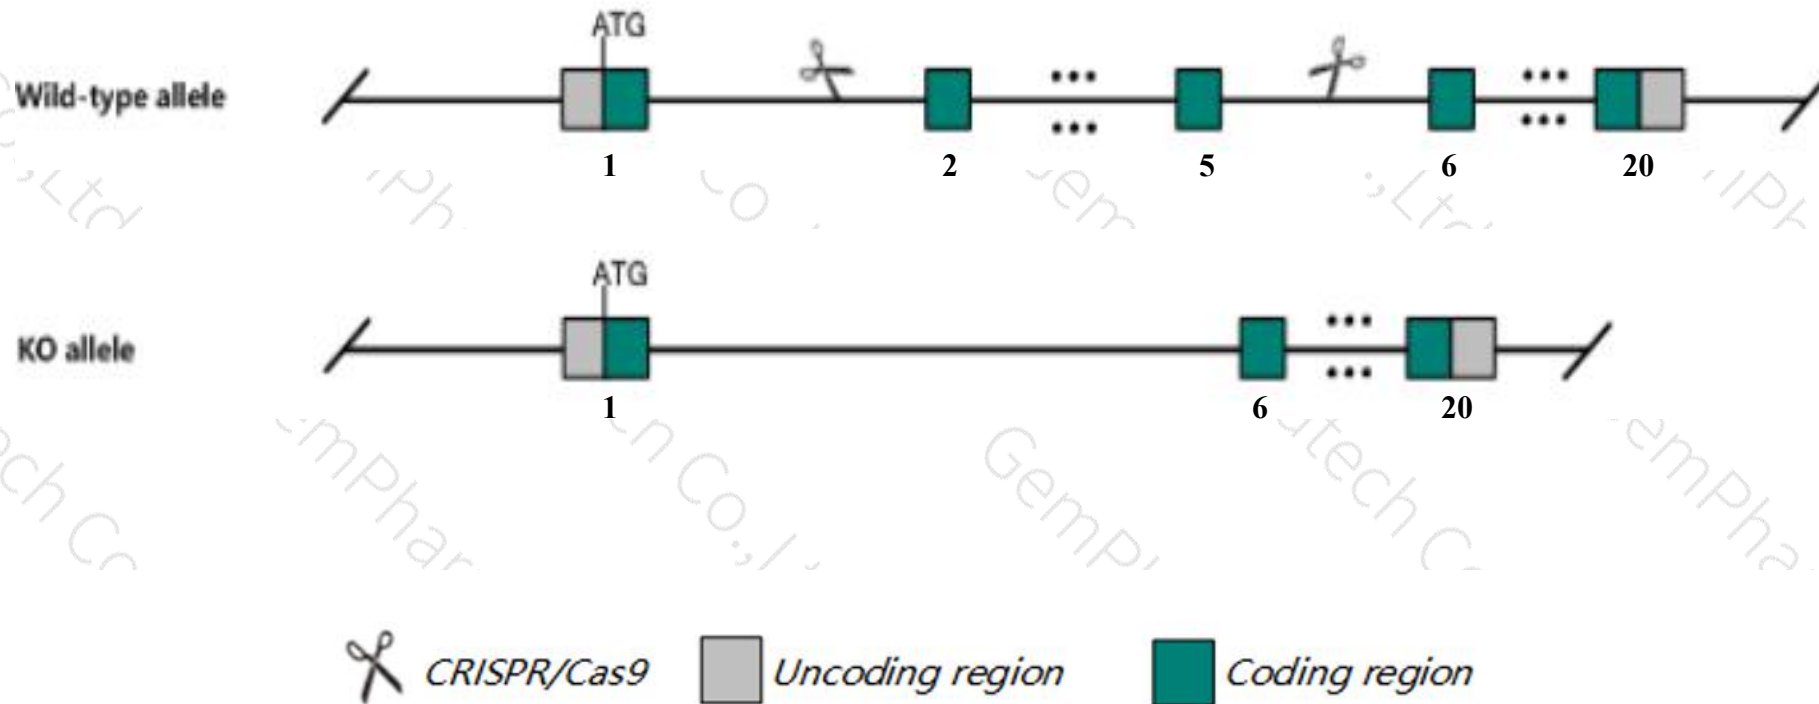 ATG
Wild-type allele
1 2 5 6 20
ATG
KO allele
1 6 20
CRISPR/Cas9 Uncoding region Coding region